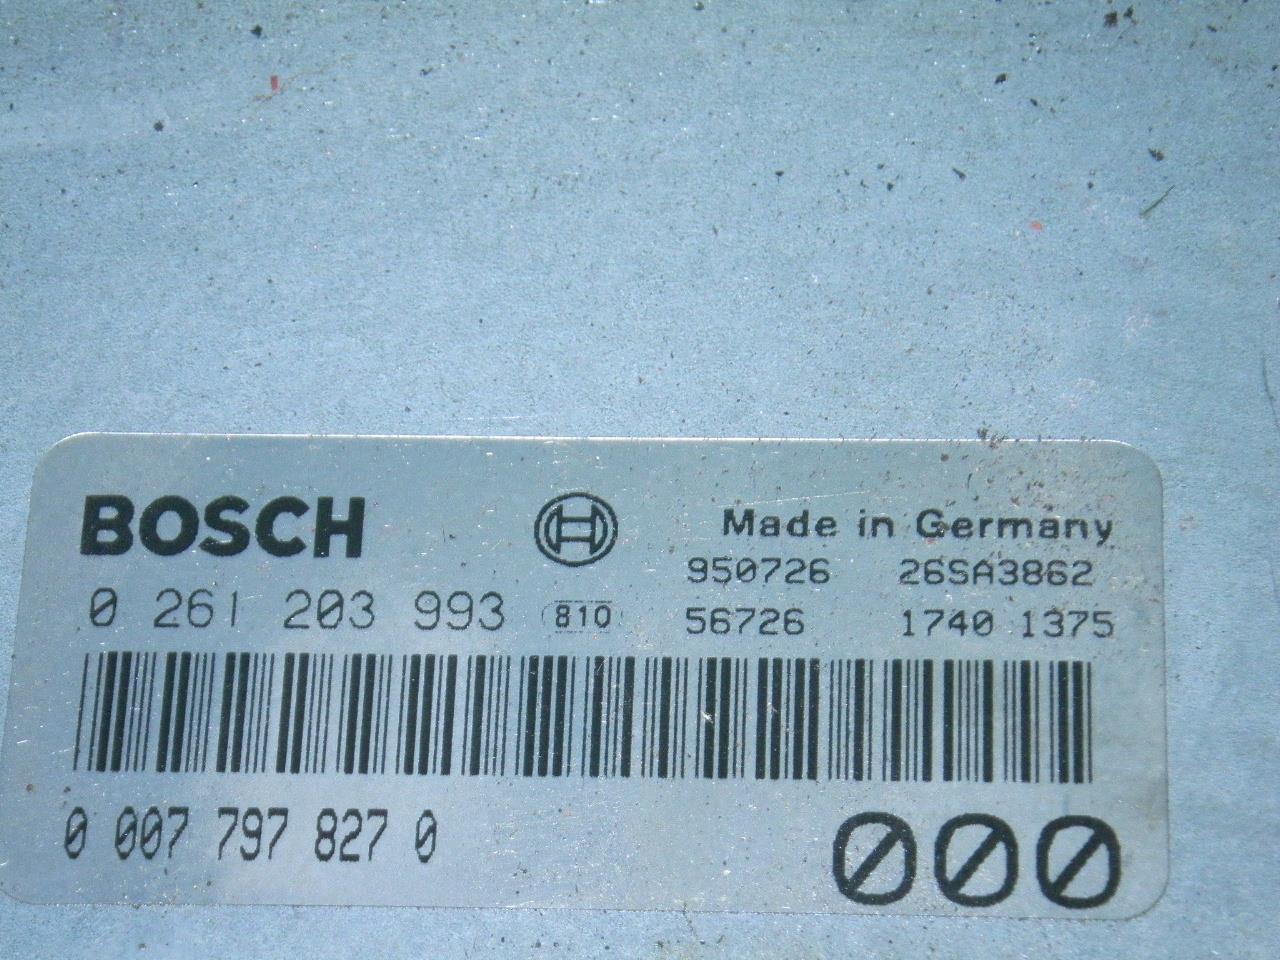 BOSCH
Made in Germany
950726 26SA3862
0 261 203 993 810 56726 1740 1375
0 007 797 827 0
000